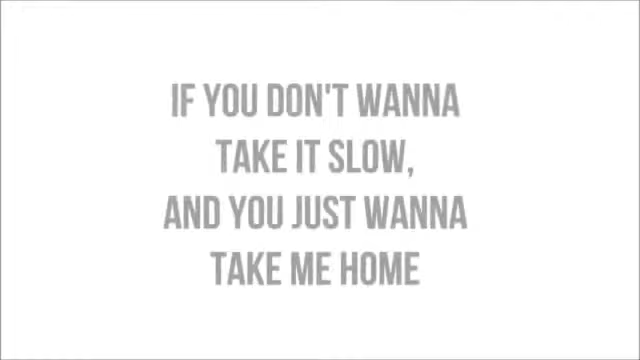 IF YOU DON'T WANNA
TAKE IT SLOW,
AND YOU JUST WANNA
TAKE ME HOME